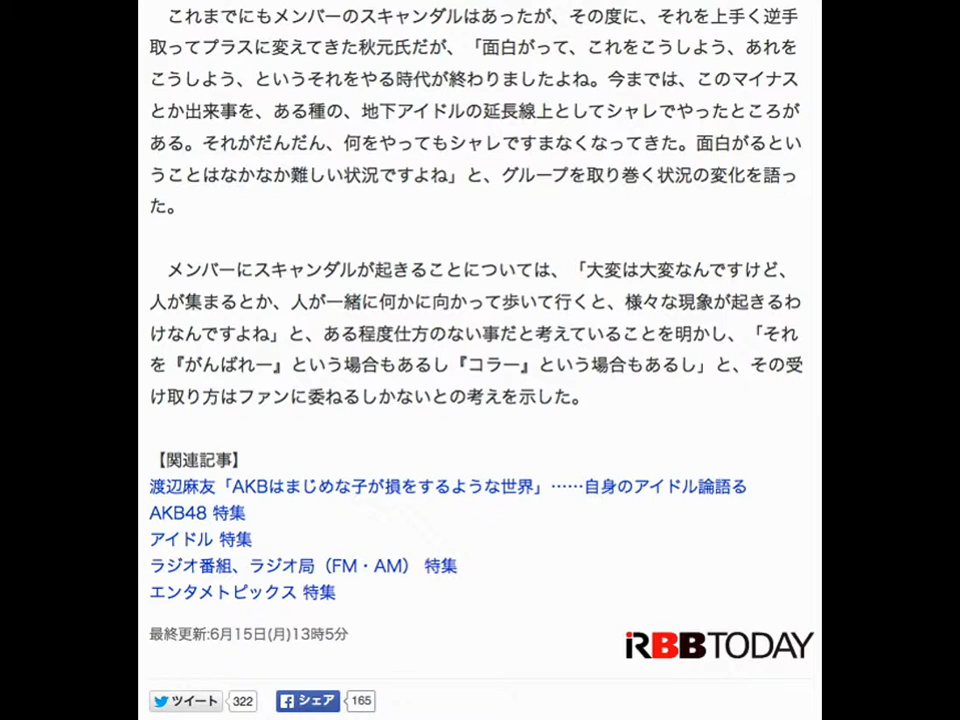 これまでにもメンバーのスキャンダルはあったが、その度に、それを上手く逆手
取ってプラスに変えてきた秋元氏だが、「面白がって、これをこうしよう、あれを
こうしよう、というそれをやる時代が終わりましたよね。今までは、このマイナス
とか出来事を、ある種の、地下アイドルの延長線上としてシャレでやったところが
ある。それがだんだん、何をやってもシャレですまなくなってきた。面白がるとい
うことはなかなか難しい状況ですよね」と、グループを取り巻く状況の変化を語っ
た。
メンバーにスキャンダルが起きることについては、「大変は大変なんですけど、
人が集まるとか、人が一緒に何かに向かって歩いて行くと、様々な現象が起きるわ
けなんですよね」と、ある程度仕方のない事だと考えていることを明かし、「それ
を『がんばれー』という場合もあるし『コラー』という場合もあるし」と、その受
け取り方はファンに委ねるしかないとの考えを示した。
【関連記事】
渡辺麻友「AKBはまじめな子が損をするような世界」……自身のアイドル論語る
AKB48 特集
アイドル 特集
ラジオ番組、ラジオ局（FM・AM） 特集
エンタメトピックス 特集
最終更新:6月15日(月)13時5分
iRBBTODAY
ツイート 322 シェア 165